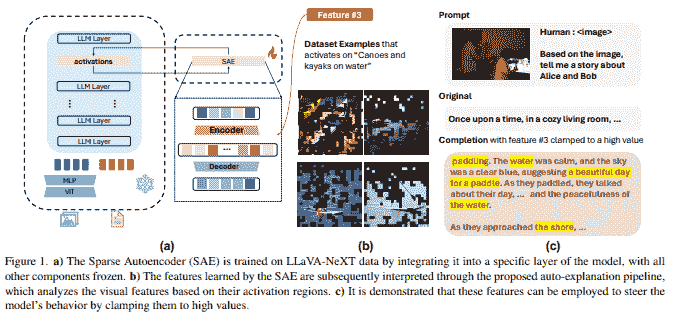 LLM Layer
activations
LLM Layer
LLM Layer
LLM Layer
MLP
ViT
SAE
Encoder
...
Decoder
(a)
Feature #3
Dataset Examples that
activates on "Canoes and
kayaks on water"
(b)
Prompt
Human : <image>
Based on the image,
tell me a story about
Alice and Bob
Original
Once upon a time, in a cozy living room, ...
Completion with feature #3 clamped to a high value
paddling. The water was calm, and the sky
was a clear blue, suggesting a beautiful day
for a paddle. As they paddled, they talked
about their day, ... and the peacefulness of
the water.
As they approached the shore, ...
(c)
Figure 1. a) The Sparse Autoencoder (SAE) is trained on LLaVA-NeXT data by integrating it into a specific layer of the model, with all
other components frozen. b) The features learned by the SAE are subsequently interpreted through the proposed auto-explanation pipeline,
which analyzes the visual features based on their activation regions. c) It is demonstrated that these features can be employed to steer the
model's behavior by clamping them to high values.